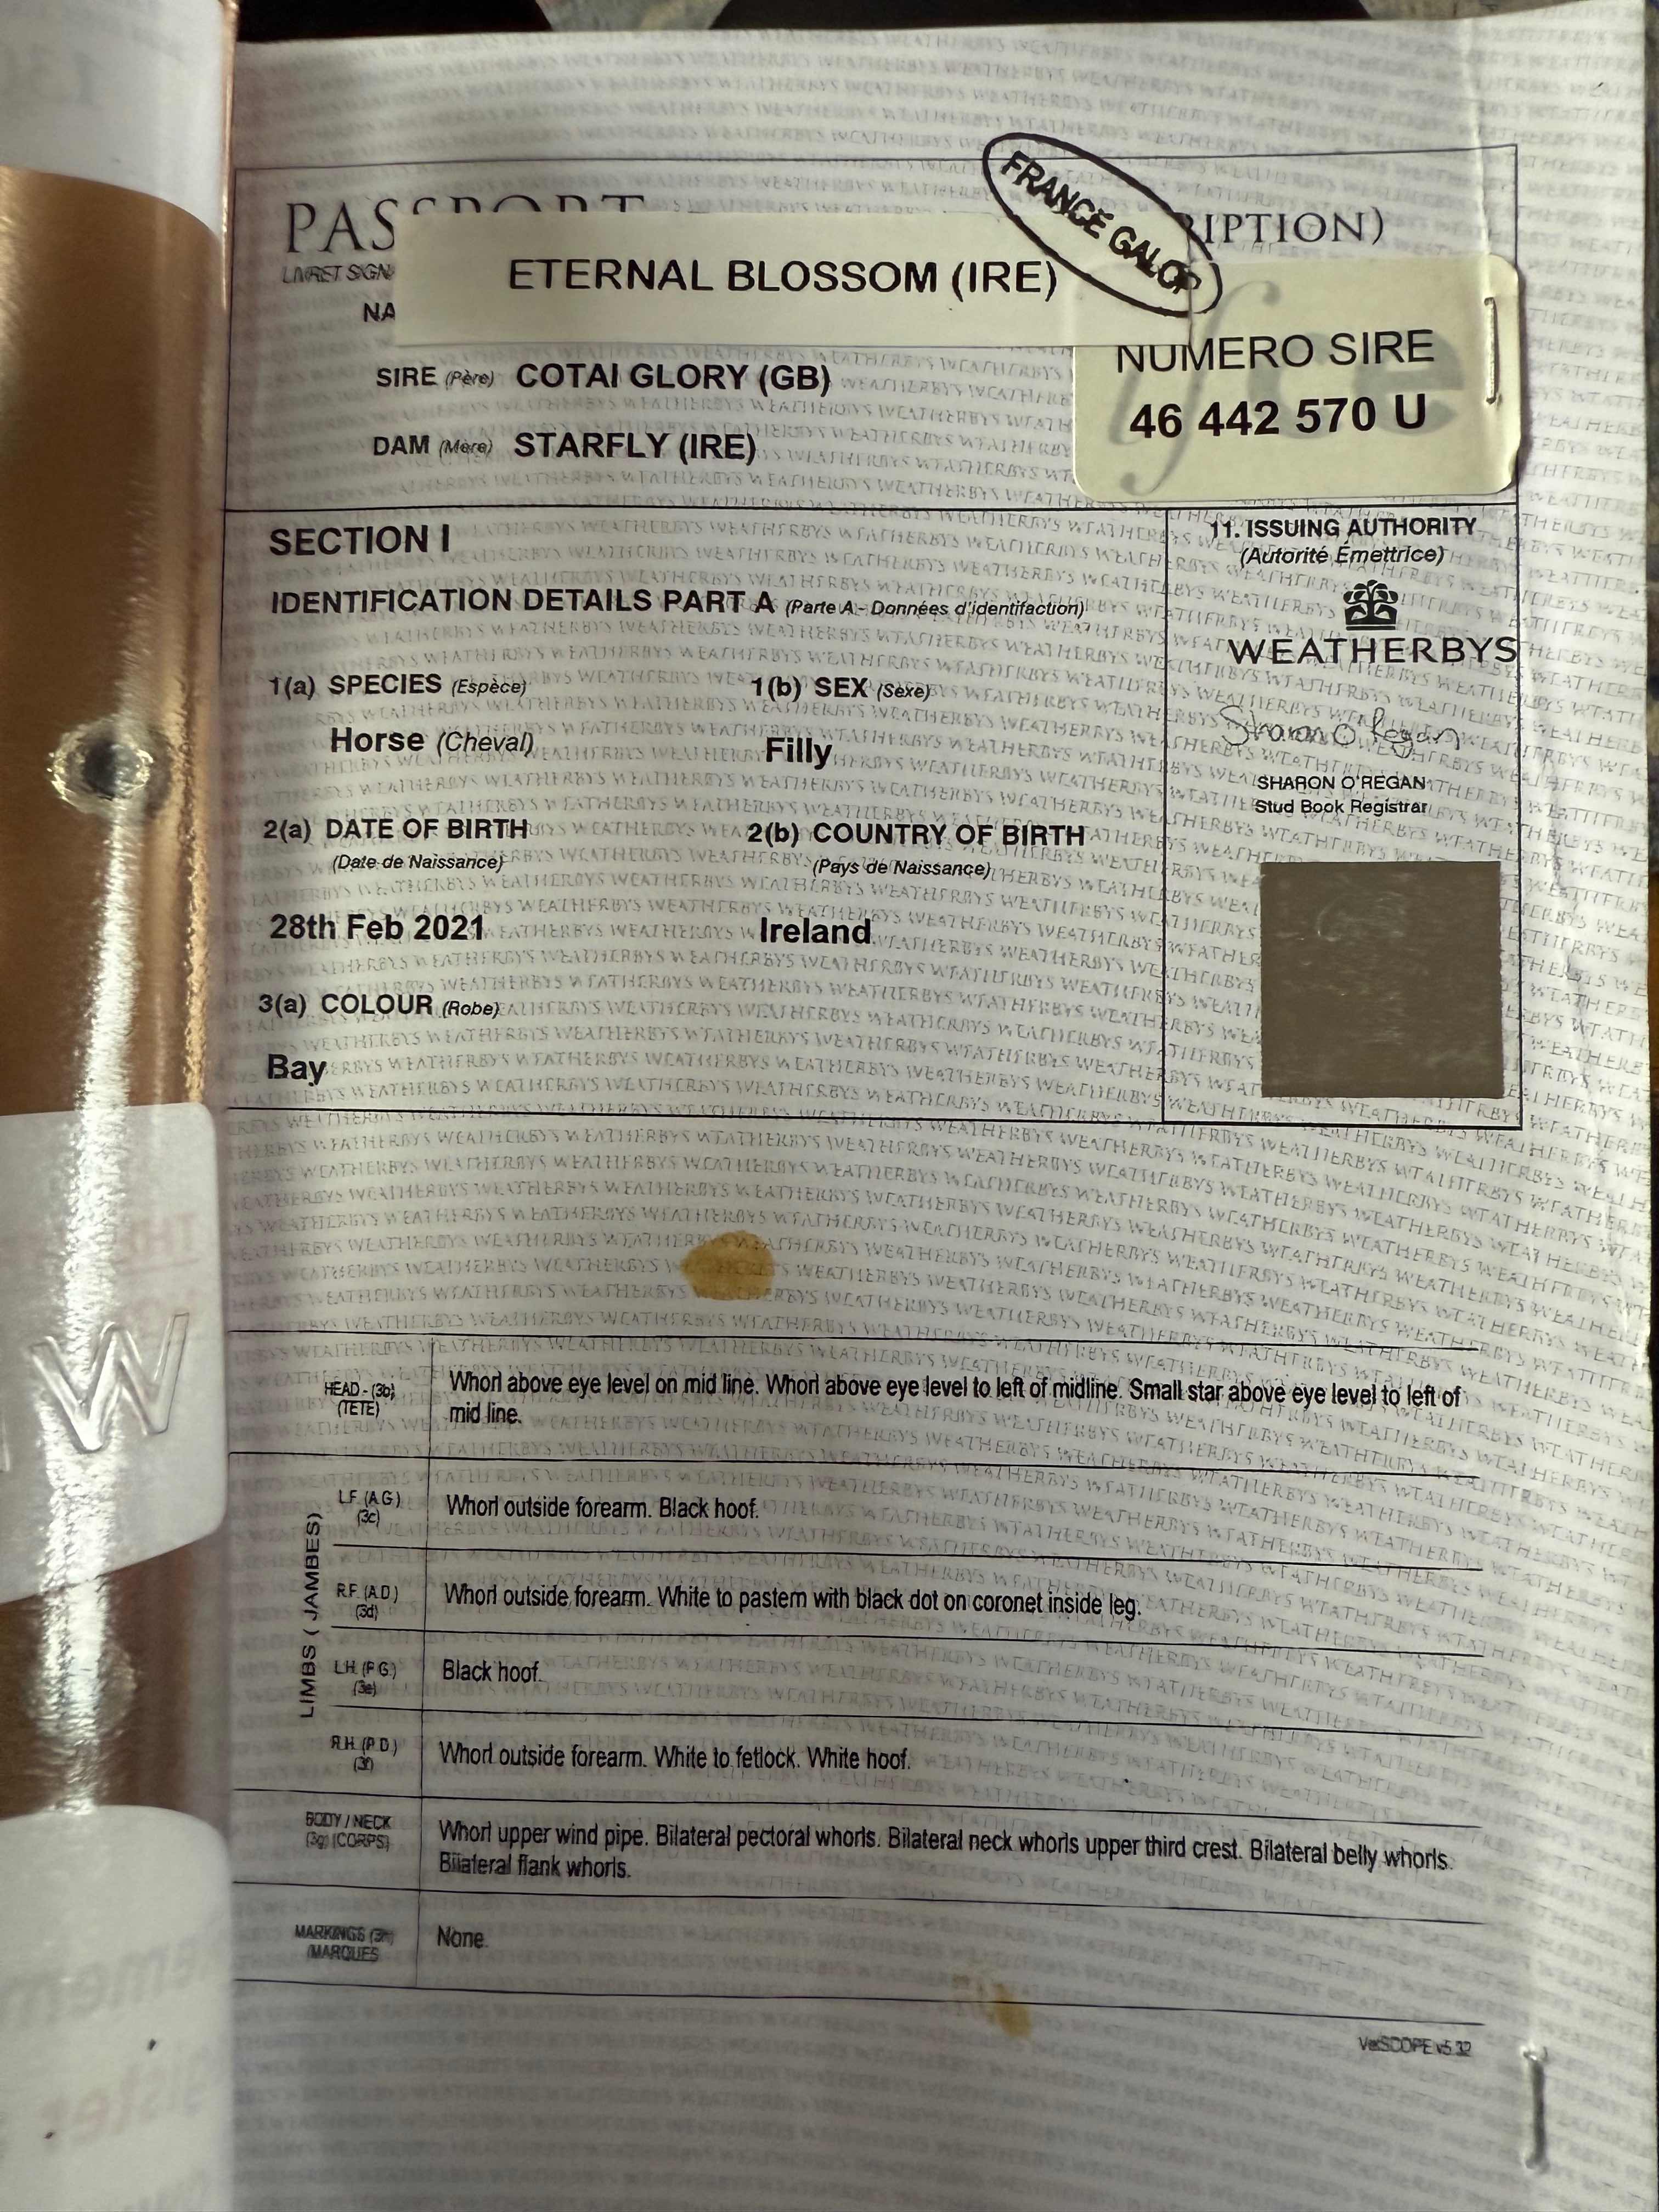 PASSPORT
RIPTION)
FRANCE GALOP
LIVRET SIGN
ETERNAL BLOSSOM (IRE)
NA
NUMERO SIRE
46 442 570 U
SIRE (Père) COTAI GLORY (GB)
DAM (Mère) STARFLY (IRE)
SECTION I
IDENTIFICATION DETAILS PART A (Parte A - Données d'identifaction)
11. ISSUING AUTHORITY
(Autorité Émettrice)
WEATHERBYS
Sharon O'Regan
SHARON O'REGAN
Stud Book Registrar
1(a) SPECIES (Espèce)
1(b) SEX (Sexe)
Horse (Cheval)
Filly
2(a) DATE OF BIRTH
(Date de Naissance)
2(b) COUNTRY OF BIRTH
(Pays de Naissance)
28th Feb 2021
Ireland
3(a) COLOUR (Robe)
Bay
W
HEAD - (3b)
(TETE)
Whorl above eye level on mid line. Whorl above eye level to left of midline. Small star above eye level to left of
mid line.
LIMBS ( JAMBES)
L.F. (A.G.)
(3c)
Whorl outside forearm. Black hoof.
R.F. (A.D.)
(3d)
Whorl outside forearm. White to pastern with black dot on coronet inside leg.
L.H. (P.G.)
(3e)
Black hoof.
R.H. (P.D.)
(3f)
Whorl outside forearm. White to fetlock. White hoof.
BODY / NECK
(3g) (CORPS)
Whorl upper wind pipe. Bilateral pectoral whorls. Bilateral neck whorls upper third crest. Bilateral belly whorls.
Bilateral flank whorls.
MARKINGS (3h)
(MARQUES
None.
VetSCOPE v5.32